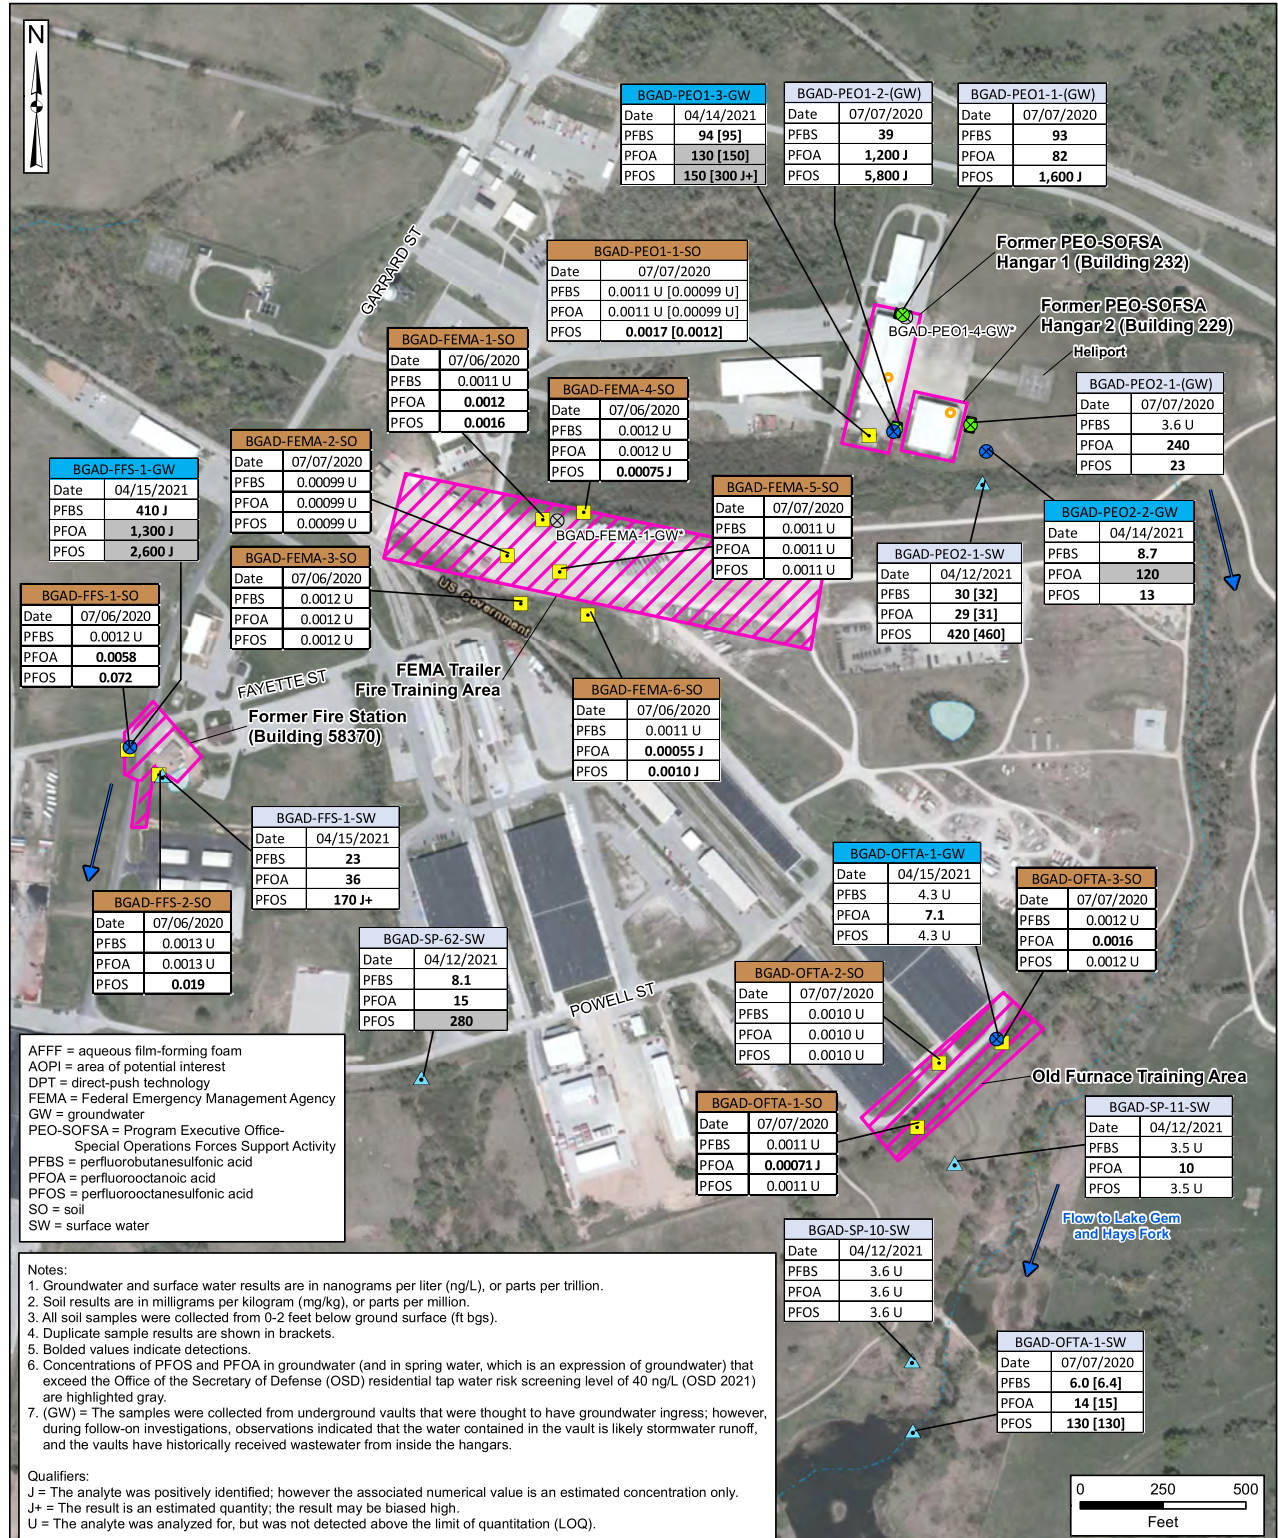 N
BGAD-PEO1-3-GW
Date 04/14/2021
PFBS 94 [95]
PFOA 130 [150]
PFOS 150 [300 J+]
BGAD-PEO1-2-(GW)
Date 07/07/2020
PFBS 39
PFOA 1,200 J
PFOS 5,800 J
BGAD-PEO1-1-(GW)
Date 07/07/2020
PFBS 93
PFOA 82
PFOS 1,600 J
GARRARD ST
BGAD-PEO1-1-SO
Date 07/07/2020
PFBS 0.0011 U [0.00099 U]
PFOA 0.0011 U [0.00099 U]
PFOS 0.0017 [0.0012]
Former PEO-SOFSA
Hangar 1 (Building 232)
Former PEO-SOFSA
Hangar 2 (Building 229)
BGAD-PEO1-4-GW*
Heliport
BGAD-FEMA-1-SO
Date 07/06/2020
PFBS 0.0011 U
PFOA 0.0012
PFOS 0.0016
BGAD-FEMA-4-SO
Date 07/06/2020
PFBS 0.0012 U
PFOA 0.0012 U
PFOS 0.00075 J
BGAD-PEO2-1-(GW)
Date 07/07/2020
PFBS 3.6 U
PFOA 240
PFOS 23
BGAD-FEMA-2-SO
Date 07/07/2020
PFBS 0.00099 U
PFOA 0.00099 U
PFOS 0.00099 U
BGAD-FFS-1-GW
Date 04/15/2021
PFBS 410 J
PFOA 1,300 J
PFOS 2,600 J
BGAD-FEMA-5-SO
Date 07/07/2020
PFBS 0.0011 U
PFOA 0.0011 U
PFOS 0.0011 U
BGAD-PEO2-2-GW
Date 04/14/2021
PFBS 8.7
PFOA 120
PFOS 13
BGAD-FEMA-1-GW*
BGAD-FEMA-3-SO
Date 07/06/2020
PFBS 0.0012 U
PFOA 0.0012 U
PFOS 0.0012 U
BGAD-PEO2-1-SW
Date 04/12/2021
PFBS 30 [32]
PFOA 29 [31]
PFOS 420 [460]
BGAD-FFS-1-SO
Date 07/06/2020
PFBS 0.0012 U
PFOA 0.0058
PFOS 0.072
US Government
FAYETTE ST
FEMA Trailer
Fire Training Area
BGAD-FEMA-6-SO
Date 07/06/2020
PFBS 0.0011 U
PFOA 0.00055 J
PFOS 0.0010 J
Former Fire Station
(Building 58370)
BGAD-FFS-1-SW
Date 04/15/2021
PFBS 23
PFOA 36
PFOS 170 J+
BGAD-OFTA-1-GW
Date 04/15/2021
PFBS 4.3 U
PFOA 7.1
PFOS 4.3 U
BGAD-OFTA-3-SO
Date 07/07/2020
PFBS 0.0012 U
PFOA 0.0016
PFOS 0.0012 U
BGAD-FFS-2-SO
Date 07/06/2020
PFBS 0.0013 U
PFOA 0.0013 U
PFOS 0.019
BGAD-SP-62-SW
Date 04/12/2021
PFBS 8.1
PFOA 15
PFOS 280
BGAD-OFTA-2-SO
Date 07/07/2020
PFBS 0.0010 U
PFOA 0.0010 U
PFOS 0.0010 U
POWELL ST
Old Furnace Training Area
BGAD-OFTA-1-SO
Date 07/07/2020
PFBS 0.0011 U
PFOA 0.00071 J
PFOS 0.0011 U
BGAD-SP-11-SW
Date 04/12/2021
PFBS 3.5 U
PFOA 10
PFOS 3.5 U
Flow to Lake Gem
and Hays Fork
BGAD-SP-10-SW
Date 04/12/2021
PFBS 3.6 U
PFOA 3.6 U
PFOS 3.6 U
BGAD-OFTA-1-SW
Date 07/07/2020
PFBS 6.0 [6.4]
PFOA 14 [15]
PFOS 130 [130]
AFFF = aqueous film-forming foam
AOPI = area of potential interest
DPT = direct-push technology
FEMA = Federal Emergency Management Agency
GW = groundwater
PEO-SOFSA = Program Executive Office-
Special Operations Forces Support Activity
PFBS = perfluorobutanesulfonic acid
PFOA = perfluorooctanoic acid
PFOS = perfluorooctanesulfonic acid
SO = soil
SW = surface water
Notes:
1. Groundwater and surface water results are in nanograms per liter (ng/L), or parts per trillion.
2. Soil results are in milligrams per kilogram (mg/kg), or parts per million.
3. All soil samples were collected from 0-2 feet below ground surface (ft bgs).
4. Duplicate sample results are shown in brackets.
5. Bolded values indicate detections.
6. Concentrations of PFOS and PFOA in groundwater (and in spring water, which is an expression of groundwater) that
exceed the Office of the Secretary of Defense (OSD) residential tap water risk screening level of 40 ng/L (OSD 2021)
are highlighted gray.
7. (GW) = The samples were collected from underground vaults that were thought to have groundwater ingress; however,
during follow-on investigations, observations indicated that the water contained in the vault is likely stormwater runoff,
and the vaults have historically received wastewater from inside the hangars.
Qualifiers:
J = The analyte was positively identified; however the associated numerical value is an estimated concentration only.
J+ = The result is an estimated quantity; the result may be biased high.
U = The analyte was analyzed for, but was not detected above the limit of quantitation (LOQ).
0 250 500
Feet